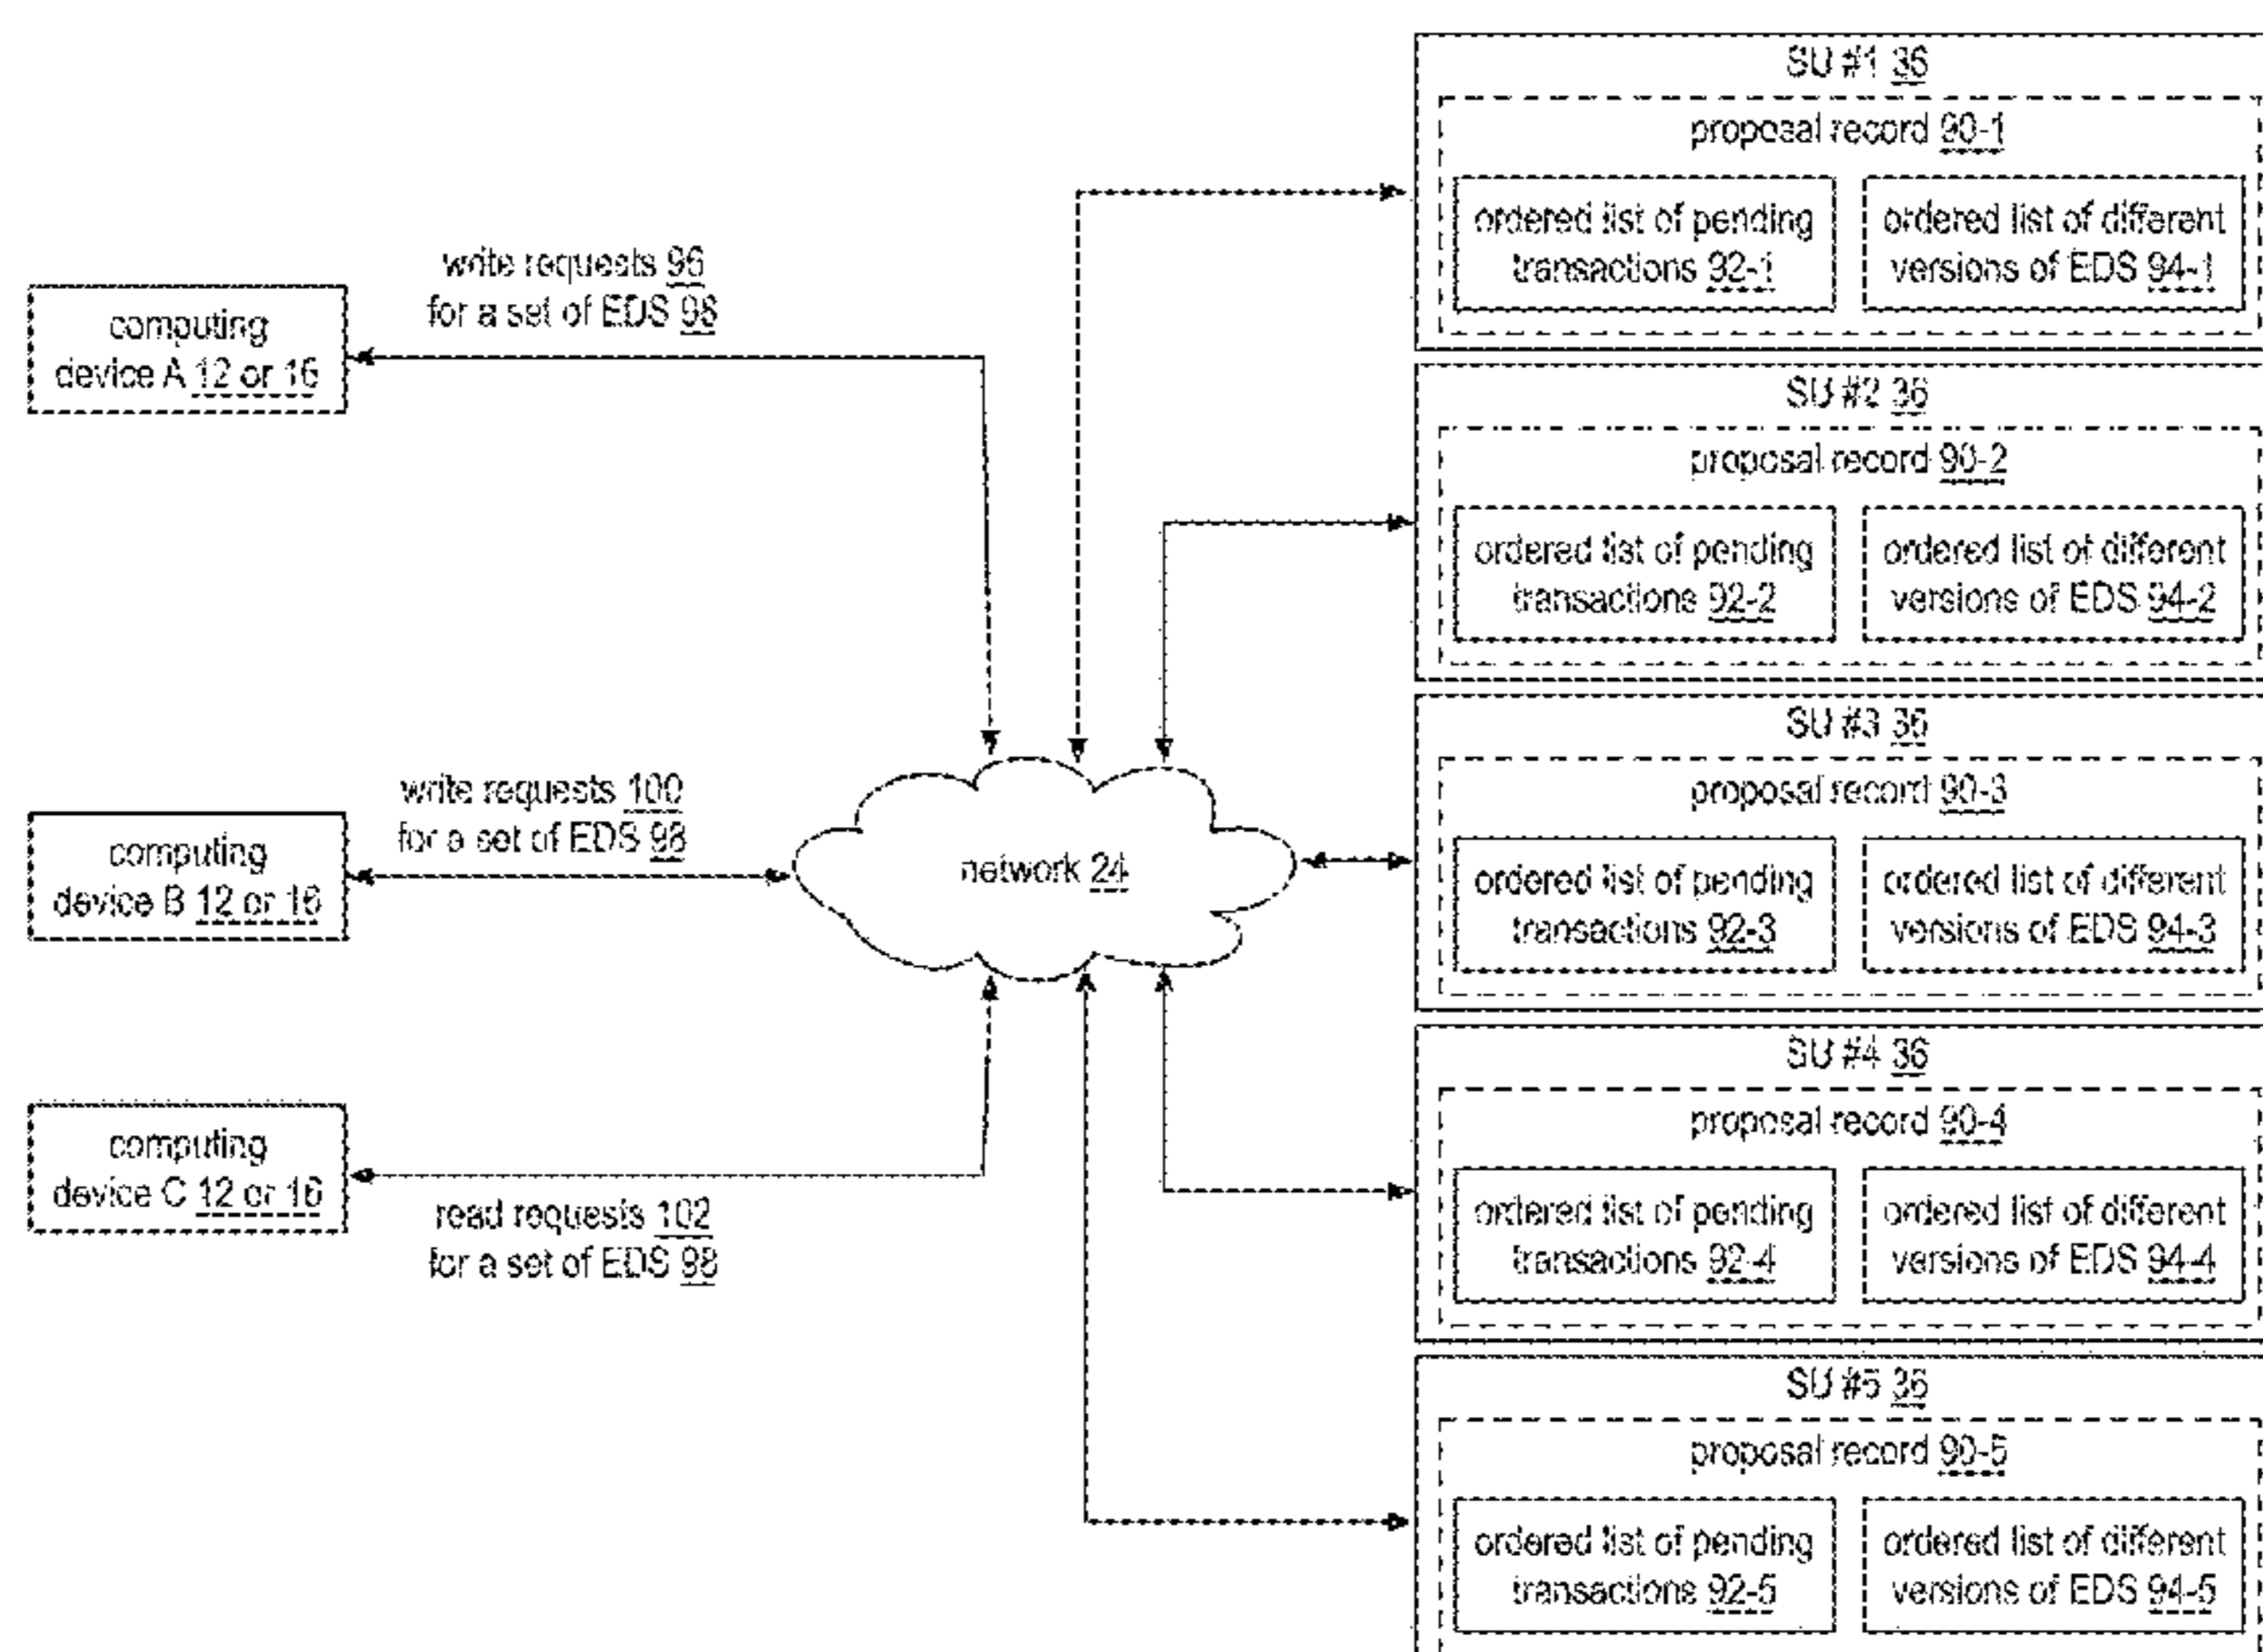 computing
device A 12 or 16
write requests 96
for a set of EDS 98
computing
device B 12 or 16
write requests 100
for a set of EDS 98
computing
device C 12 or 16
read requests 102
for a set of EDS 98
network 24
SU #1 36
proposal record 90-1
ordered list of pending
transactions 92-1
ordered list of different
versions of EDS 94-1
SU #2 36
proposal record 90-2
ordered list of pending
transactions 92-2
ordered list of different
versions of EDS 94-2
SU #3 36
proposal record 90-3
ordered list of pending
transactions 92-3
ordered list of different
versions of EDS 94-3
SU #4 36
proposal record 90-4
ordered list of pending
transactions 92-4
ordered list of different
versions of EDS 94-4
SU #5 36
proposal record 90-5
ordered list of pending
transactions 92-5
ordered list of different
versions of EDS 94-5